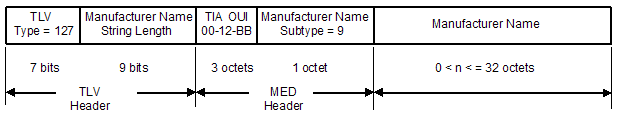 TLV Manufacturer Name TIA OUI Manufacturer Name Manufacturer Name
Type = 127 String Length 00-12-BB Subtype = 9
7 bits 9 bits 3 octets 1 octet 0 < n < = 32 octets
TLV MED
Header Header